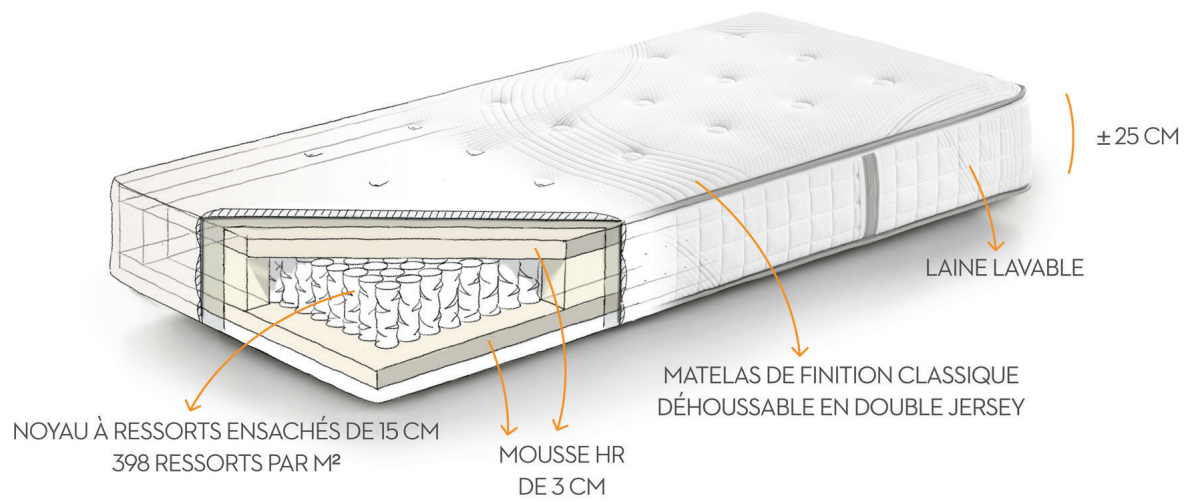 ± 25 CM
LAINE LAVABLE
MATELAS DE FINITION CLASSIQUE
DÉHOUSSABLE EN DOUBLE JERSEY
NOYAU À RESSORTS ENSACHÉS DE 15 CM
398 RESSORTS PAR M²
MOUSSE HR
DE 3 CM